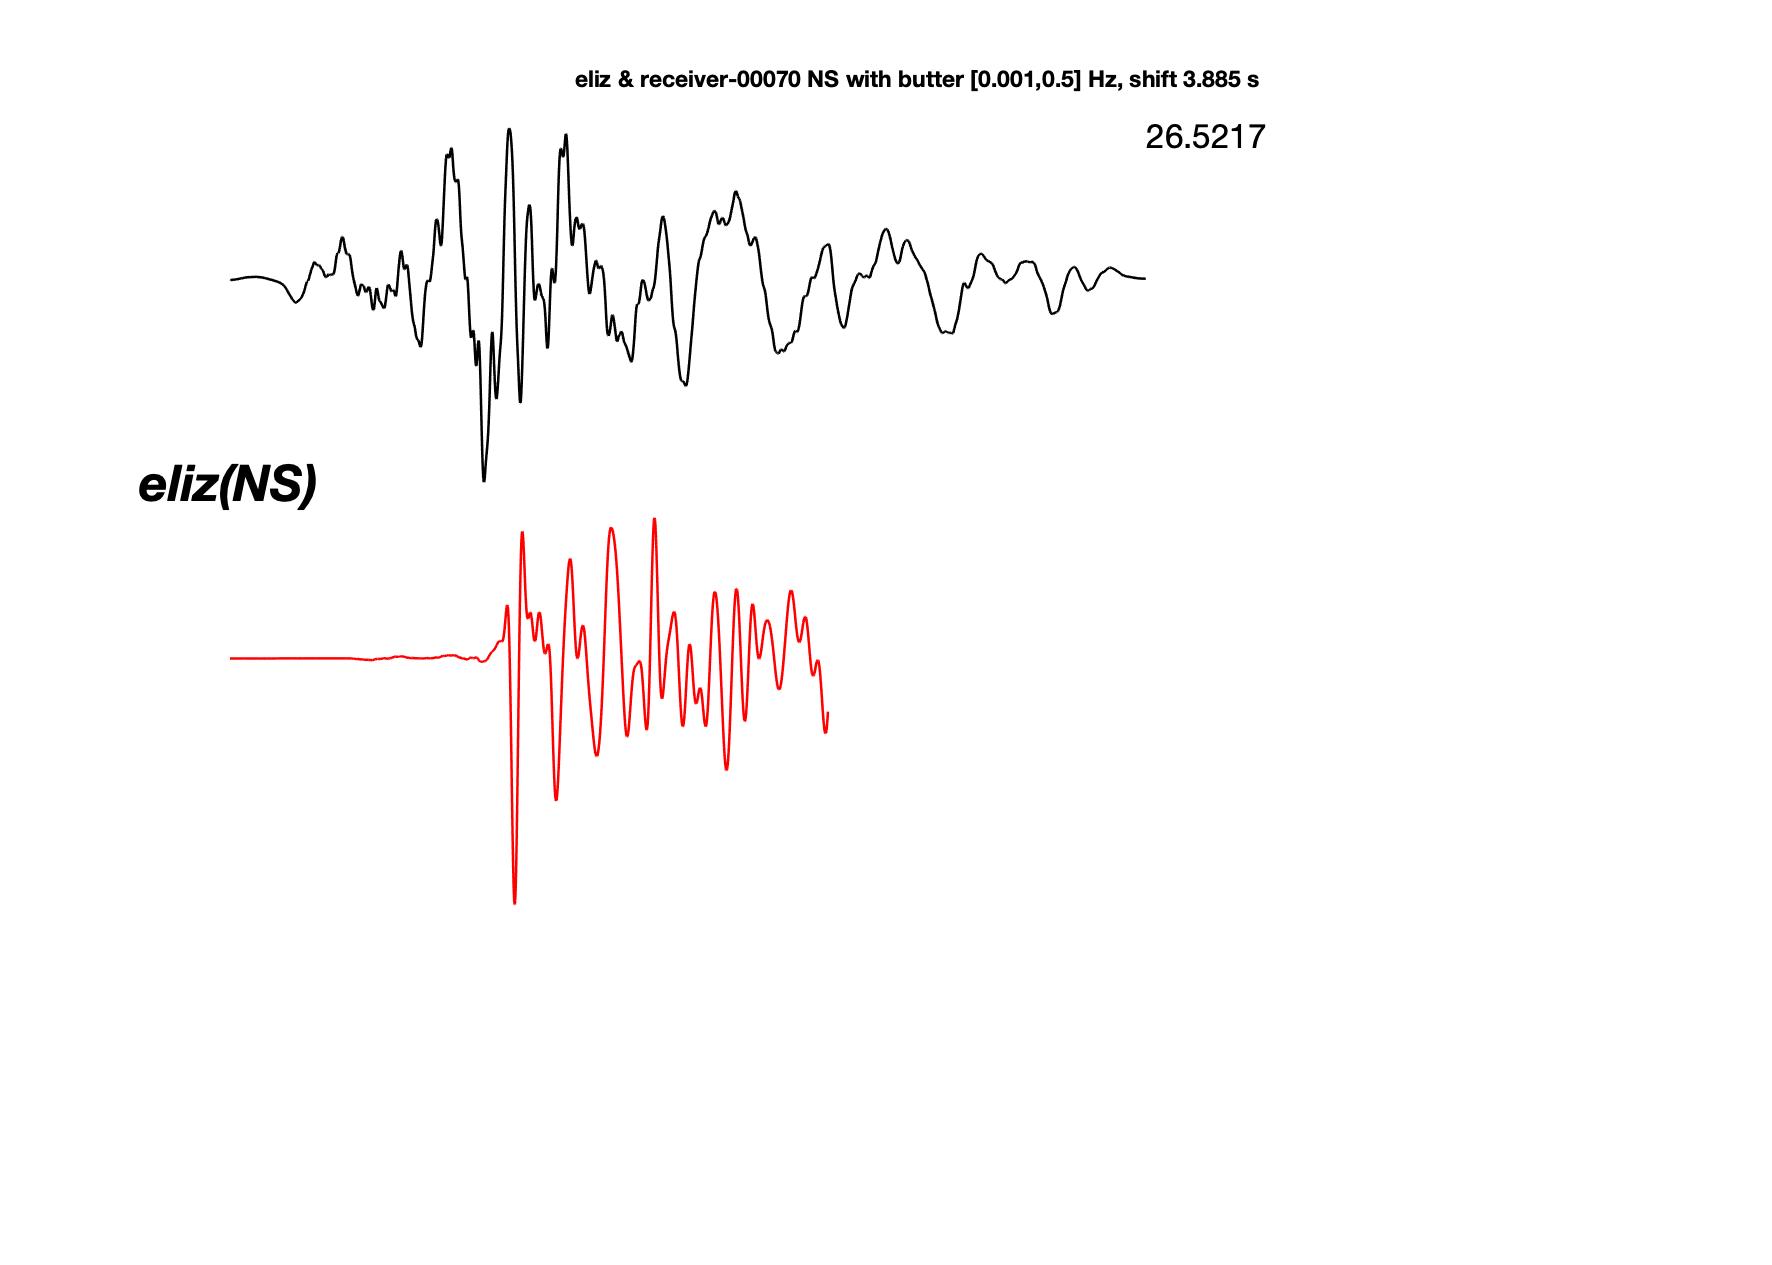 eliz & receiver-00070 NS with butter [0.001,0.5] Hz, shift 3.885 s
26.5217
eliz(NS)